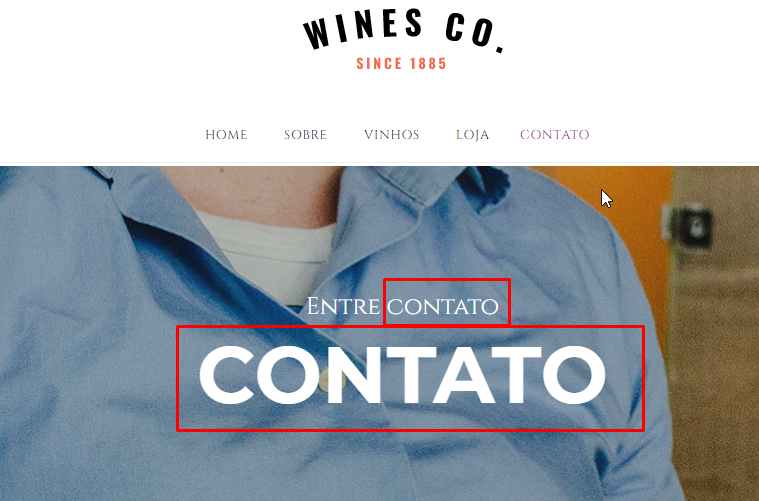 WINES CO.
SINCE 1885
HOME SOBRE VINHOS LOJA CONTATO
Entre contato
CONTATO